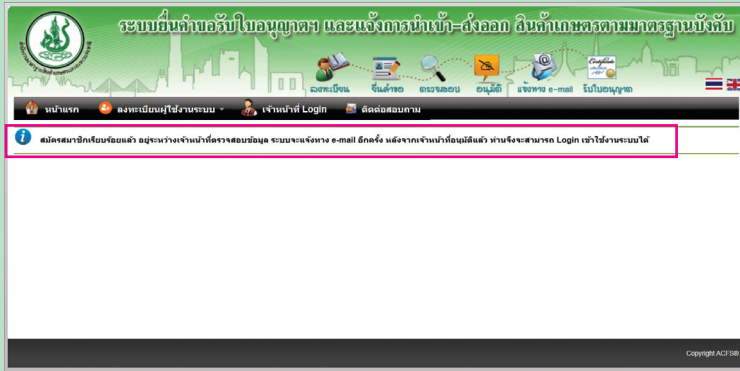 ระบบยื่นคำขอรับใบอนุญาตฯ และแจ้งการนำเข้า-ส่งออก สินค้าเกษตรตามมาตรฐานบังคับ
ลงทะเบียน ยื่นคำขอ ตรวจสอบ อนุมัติ แจ้งทาง e-mail รับใบอนุญาต
หน้าแรก ลงทะเบียนผู้ใช้งานระบบ เจ้าหน้าที่ Login ติดต่อสอบถาม
สมัครสมาชิกเรียบร้อยแล้ว อยู่ระหว่างเจ้าหน้าที่ตรวจสอบข้อมูล ระบบจะแจ้งทาง e-mail อีกครั้ง หลังจากเจ้าหน้าที่อนุมัติแล้ว ท่านจึงจะสามารถ Login เข้าใช้งานระบบได้
Copyright ACFS®